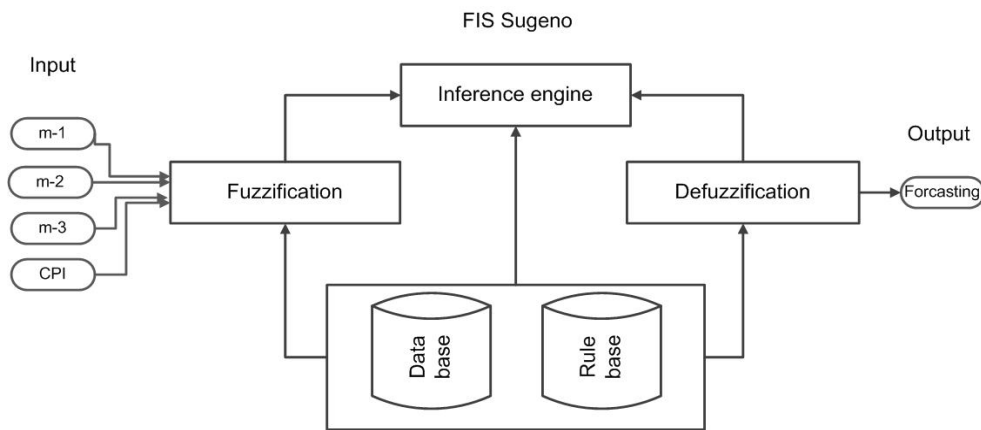 FIS Sugeno
Input
Inference engine
m-1
Output
m-2
Fuzzification
Defuzzification
Forcasting
m-3
CPI
Data
base
Rule
base